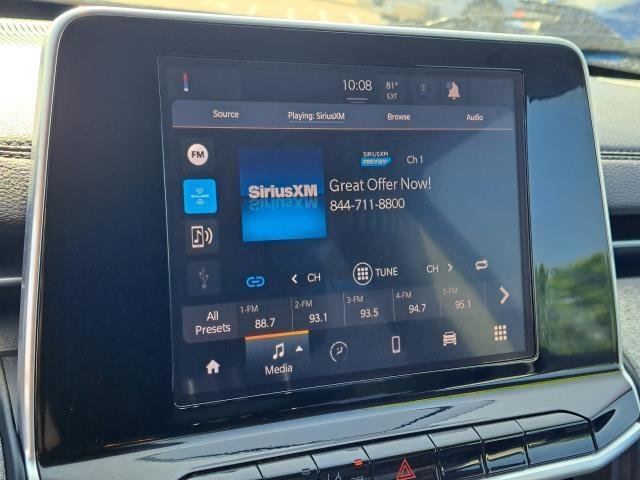 10:08 81° EXT
Source Playing: SiriusXM Browse Audio
FM
SIRIUSXM PREVIEW Ch 1
SiriusXM
Great Offer Now!
844-711-8800
CH TUNE CH
All Presets
1-FM 2-FM 3-FM 4-FM 5-FM
88.7 93.1 93.5 94.7 95.1
Media
OFF